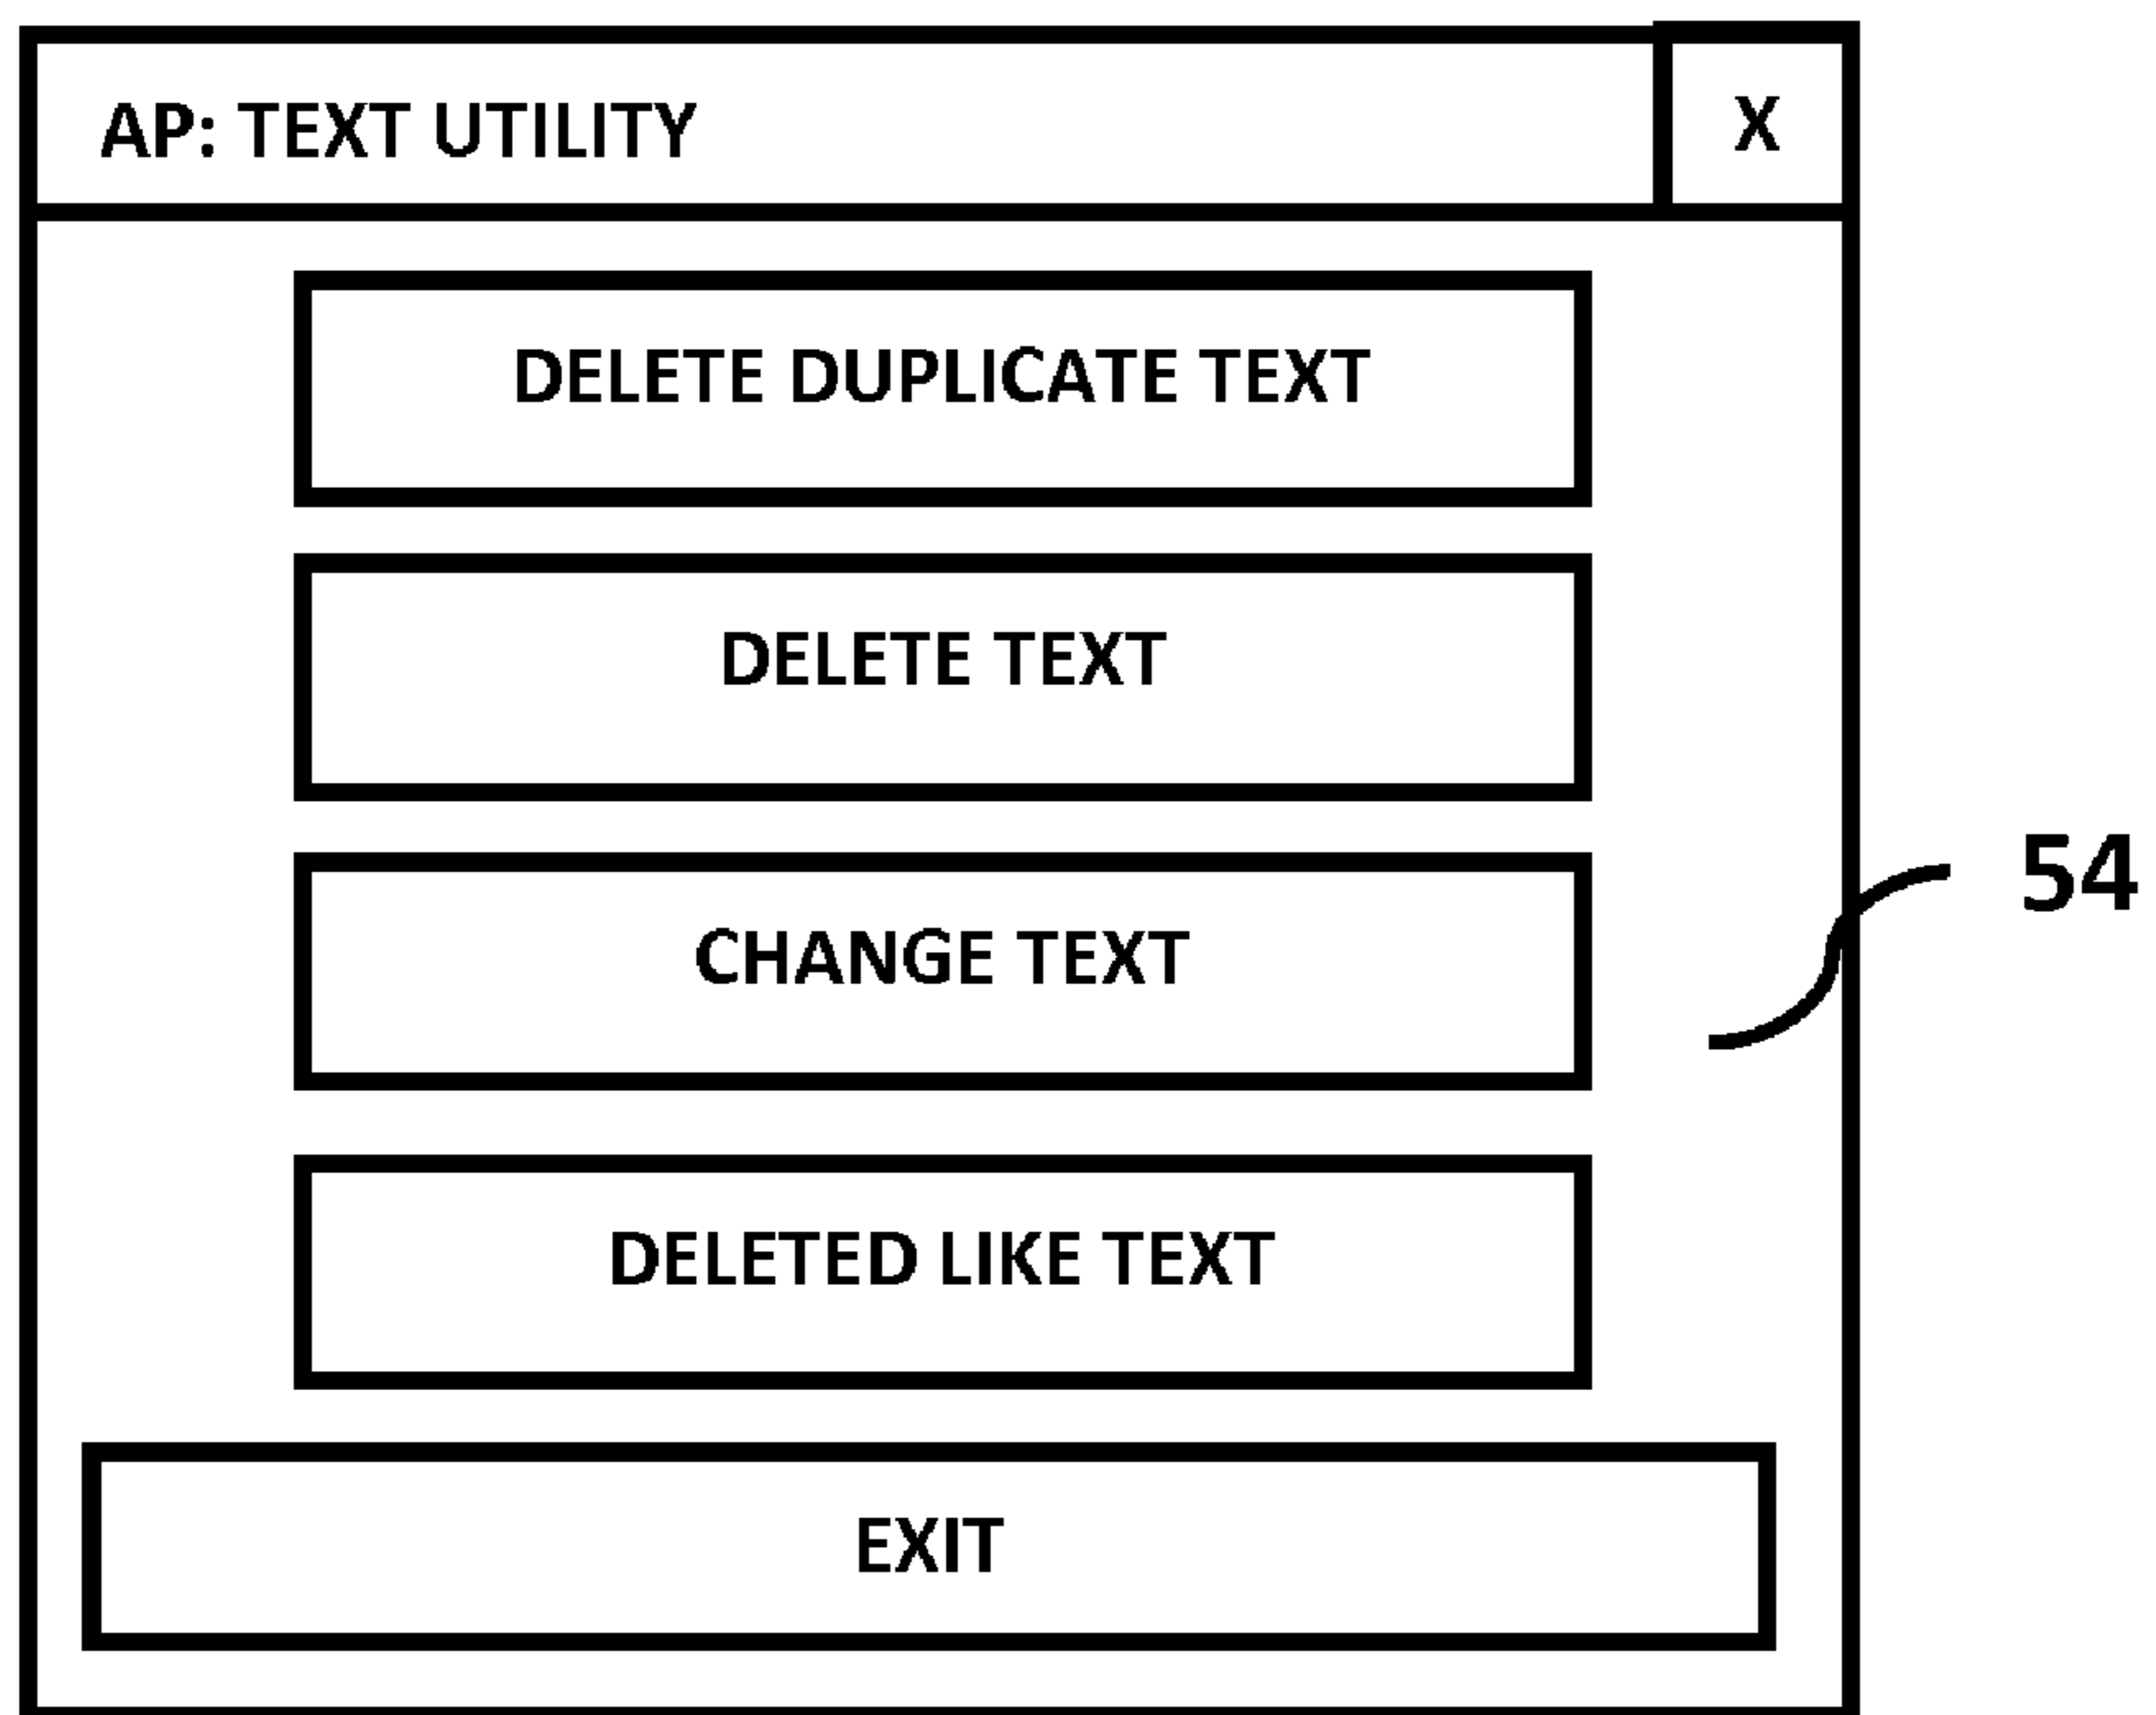 AP: TEXT UTILITY
X
DELETE DUPLICATE TEXT
DELETE TEXT
CHANGE TEXT
54
DELETED LIKE TEXT
EXIT